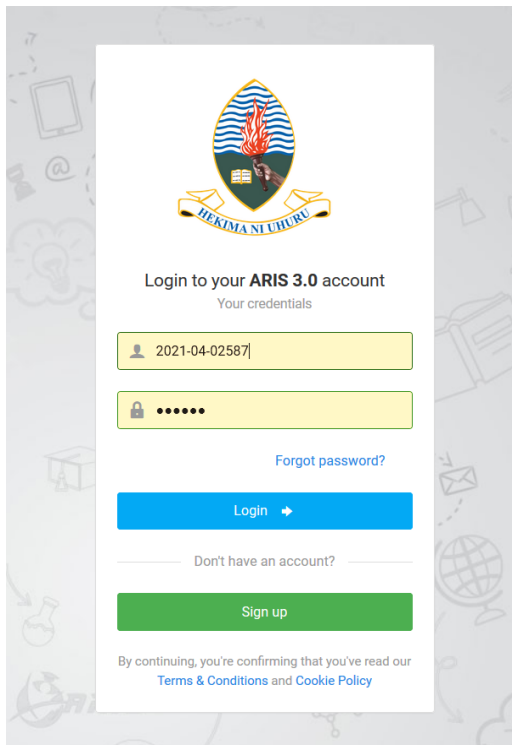 HEKIMA NI UHURU
Login to your ARIS 3.0 account
Your credentials
2021-04-02587
••••••
Forgot password?
Login
Don't have an account?
Sign up
By continuing, you're confirming that you've read our
Terms & Conditions and Cookie Policy